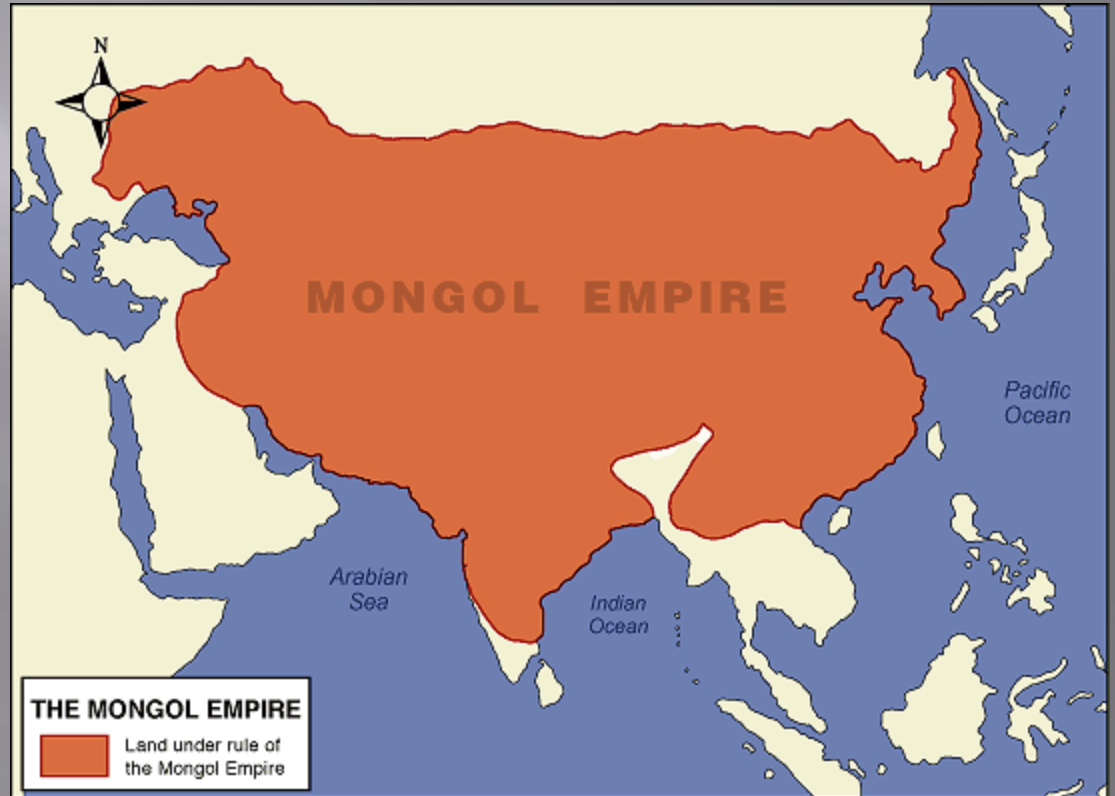 N
MONGOL EMPIRE
Pacific
Ocean
Arabian
Sea
Indian
Ocean
THE MONGOL EMPIRE
Land under rule of
the Mongol Empire